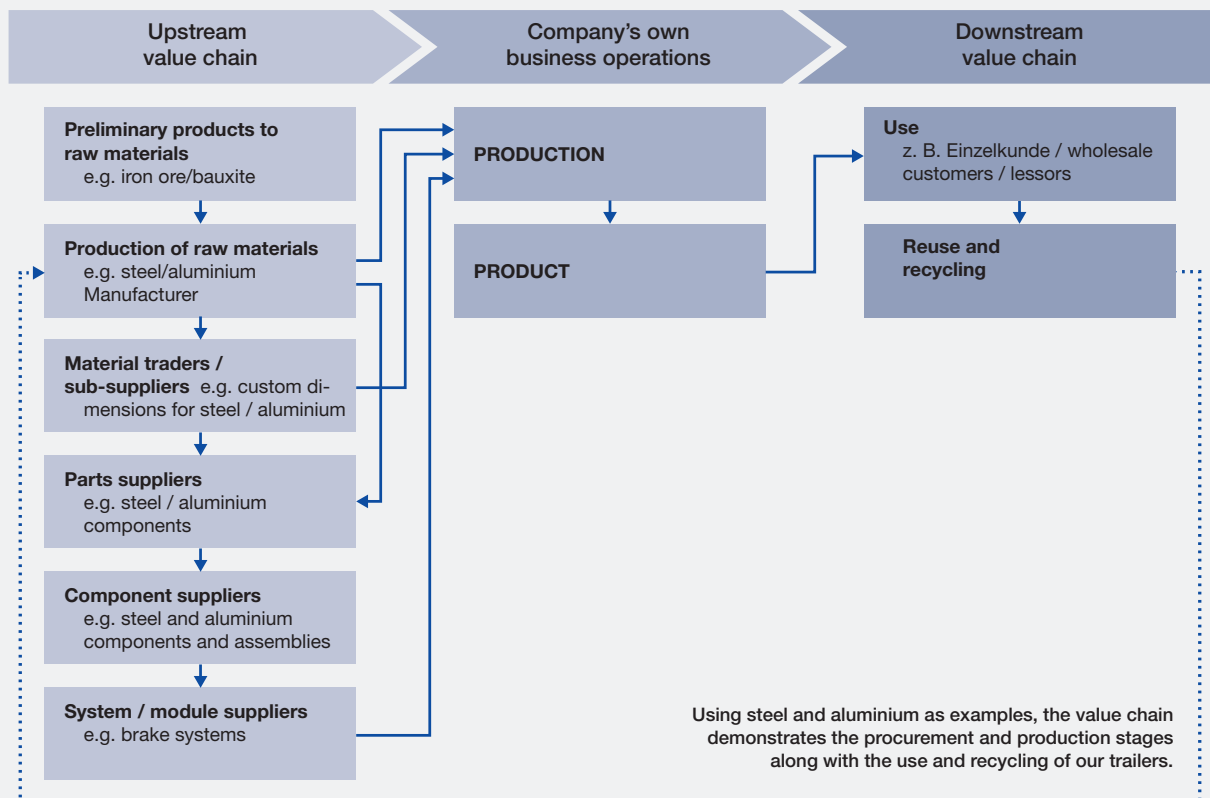 Upstream
value chain
Company’s own
business operations
Downstream
value chain
Preliminary products to
raw materials
e.g. iron ore/bauxite
Production of raw materials
e.g. steel/aluminium
Manufacturer
Material traders /
sub-suppliers e.g. custom di-
mensions for steel / aluminium
Parts suppliers
e.g. steel / aluminium
components
Component suppliers
e.g. steel and aluminium
components and assemblies
System / module suppliers
e.g. brake systems
PRODUCTION
PRODUCT
Use
z. B. Einzelkunde / wholesale
customers / lessors
Reuse and
recycling
Using steel and aluminium as examples, the value chain
demonstrates the procurement and production stages
along with the use and recycling of our trailers.